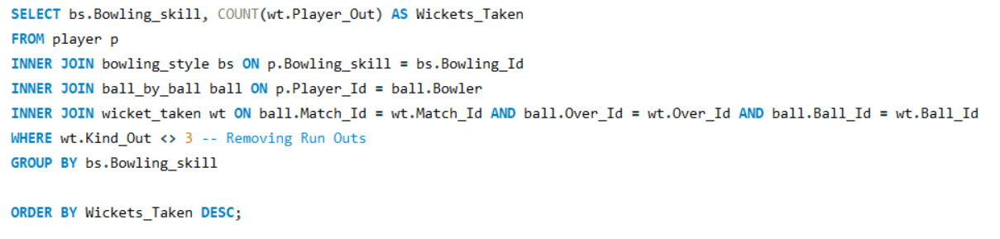 SELECT bs.Bowling_skill, COUNT(wt.Player_Out) AS Wickets_Taken
FROM player p
INNER JOIN bowling_style bs ON p.Bowling_skill = bs.Bowling_Id
INNER JOIN ball_by_ball ball ON p.Player_Id = ball.Bowler
INNER JOIN wicket_taken wt ON ball.Match_Id = wt.Match_Id AND ball.Over_Id = wt.Over_Id AND ball.Ball_Id = wt.Ball_Id
WHERE wt.Kind_Out <> 3 -- Removing Run Outs
GROUP BY bs.Bowling_skill
ORDER BY Wickets_Taken DESC;